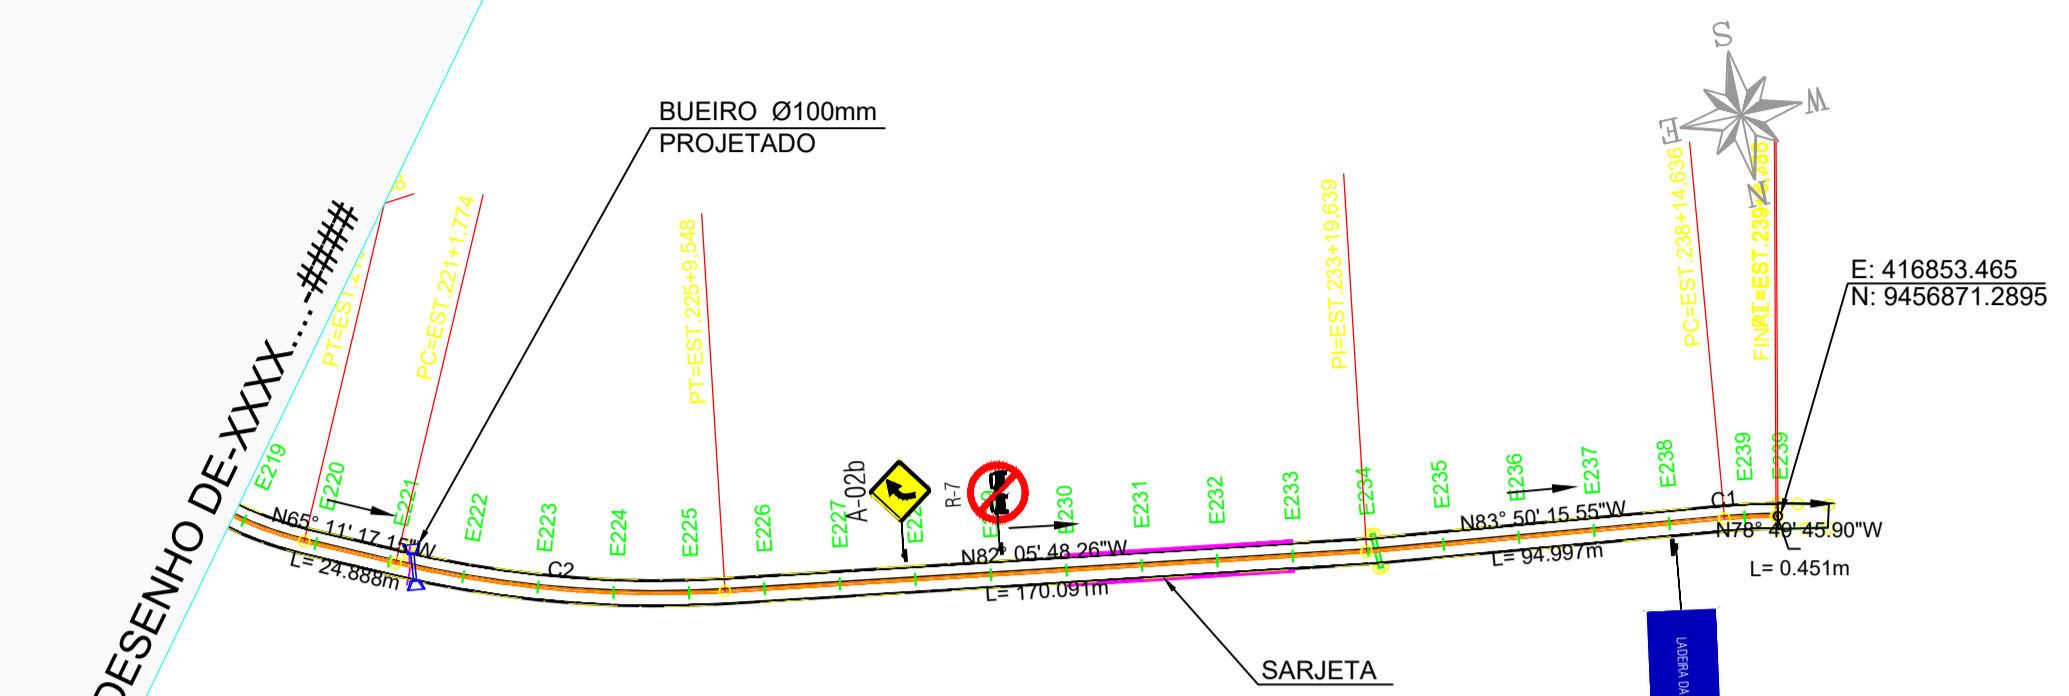 BUEIRO Ø100mm
PROJETADO
S
W
E
N
DESENHO DE-XXXX....-####
PC=EST.221+1,774
PT=EST.225+9,548
PI=EST.233+19,639
PC=EST.238+14,636
E: 416853.465
N: 9456871.2895
E219
E220
E221
E222
E223
E224
E225
E226
E227
E230
E231
E232
E233
E234
E235
E236
E237
E238
E239
E239
A-02b
R-7
N65° 11' 17.15"W
L= 24.888m
C2
N82° 05' 48.26"W
L= 170.091m
N83° 50' 15.55"W
L= 94.997m
C1
N78° 49' 45.90"W
L= 0.451m
SARJETA
LADEIRA DA